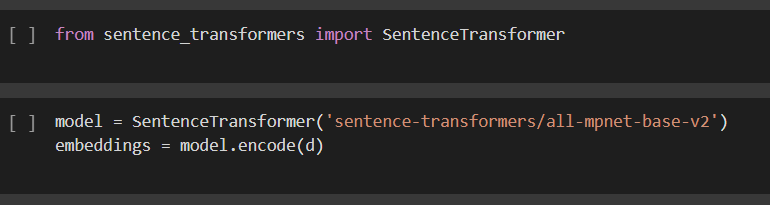 [ ] from sentence_transformers import SentenceTransformer
[ ] model = SentenceTransformer('sentence-transformers/all-mpnet-base-v2')
embeddings = model.encode(d)